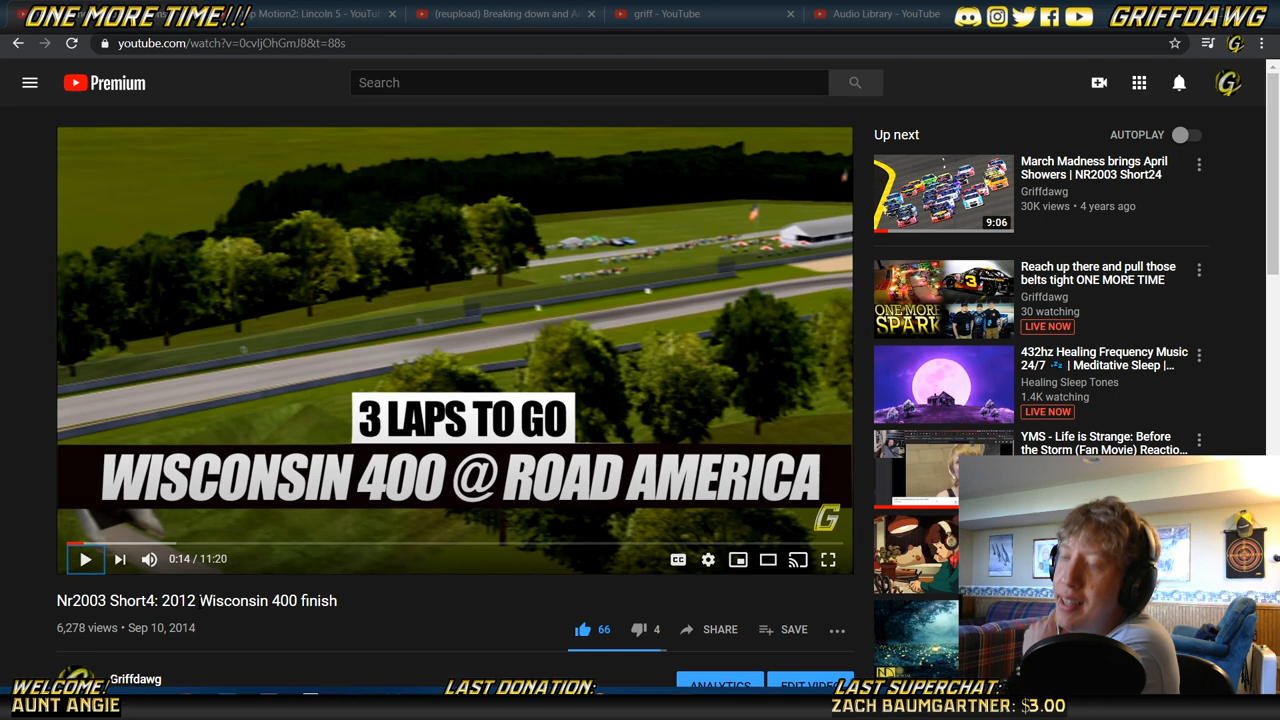 ONE MORE TIME!!!
Motion2: Lincoln 5 - YouTu
(reupload) Breaking down and A
griff - YouTube
Audio Library - YouTube
GRIFFDAWG
youtube.com/watch?v=0cvIjOhGmJ8&t=88s
Premium
Search
Up next
AUTOPLAY
March Madness brings April
Showers | NR2003 Short24
Griffdawg
30K views • 4 years ago
9:06
Reach up there and pull those
belts tight ONE MORE TIME
Griffdawg
30 watching
LIVE NOW
ONE MORE
SPARK
432hz Healing Frequency Music
24/7 💤 | Meditative Sleep |...
Healing Sleep Tones
1.4K watching
LIVE NOW
YMS - Life is Strange: Before
the Storm (Fan Movie) Reactio...
3 LAPS TO GO
WISCONSIN 400 @ ROAD AMERICA
G
0:14 / 11:20
CC
Nr2003 Short4: 2012 Wisconsin 400 finish
6,278 views • Sep 10, 2014
66
4
SHARE
SAVE
Griffdawg
ANALYTICS
EDIT VIDEO
WELCOME!
AUNT ANGIE
LAST DONATION:
LAST SUPERCHAT:
ZACH BAUMGARTNER: $3.00